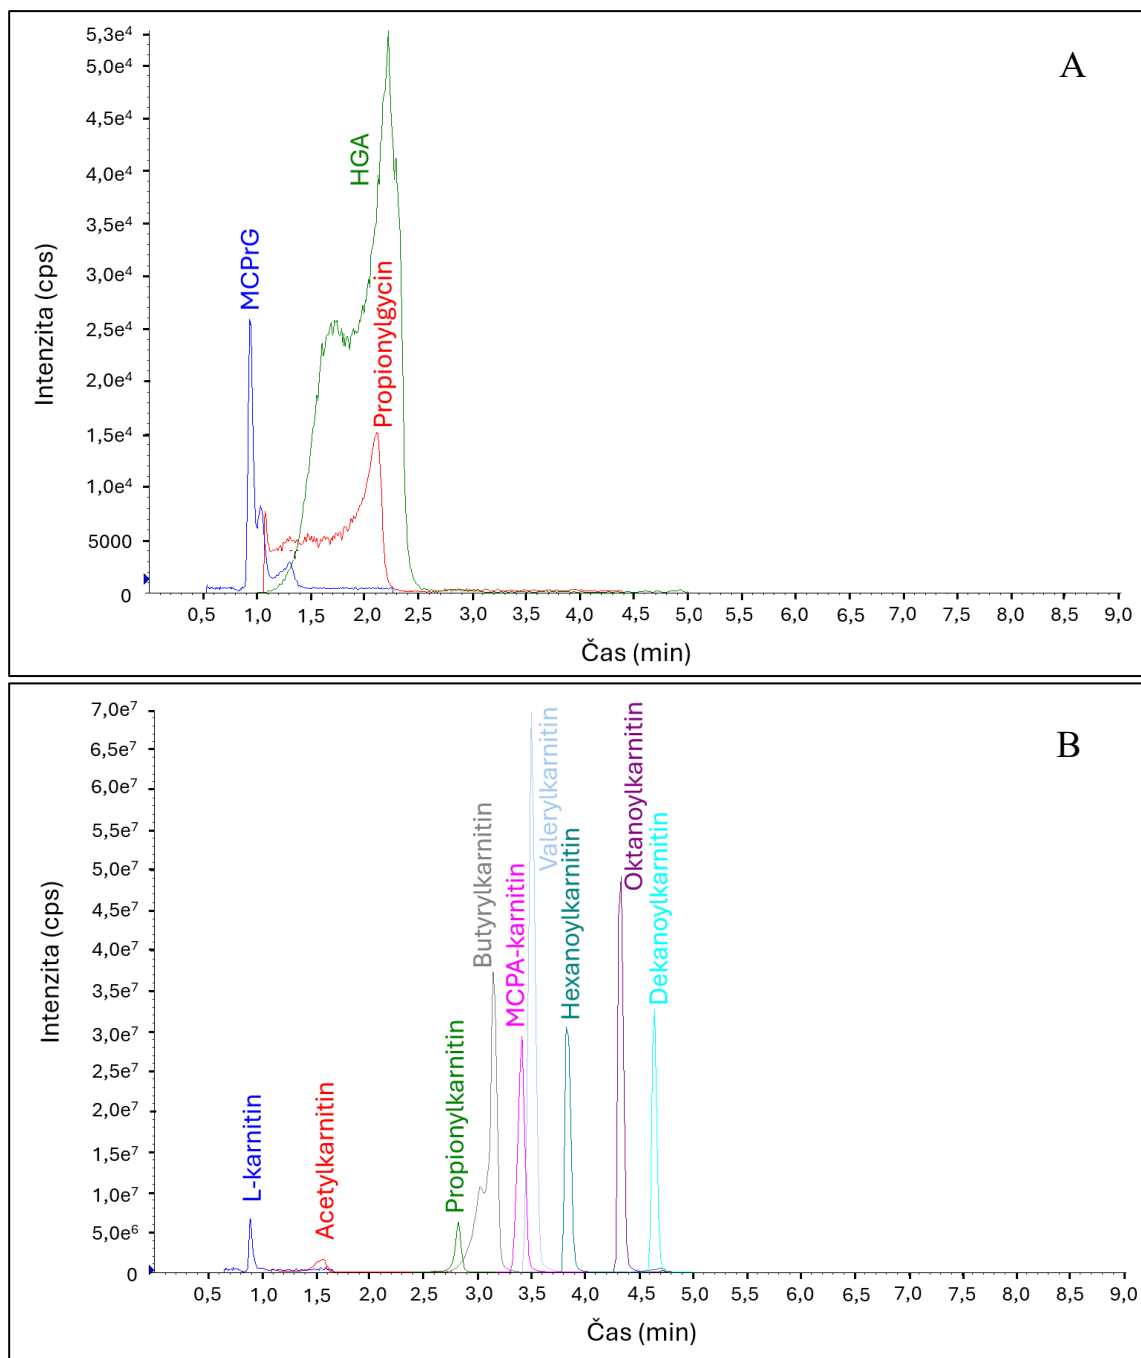 A
5,3e⁴
5,0e⁴
4,5e⁴
4,0e⁴
3,5e⁴
3,0e⁴
2,5e⁴
2,0e⁴
1,5e⁴
1,0e⁴
5000
0
Intenzita (cps)
MCPrG
HGA
Propionylgycin
0,5 1,0 1,5 2,0 2,5 3,0 3,5 4,0 4,5 5,0 6,0 6,5 7,0 7,5 8,0 8,5 9,0
Čas (min)
B
7,0e⁷
6,5e⁷
6,0e⁷
5,5e⁷
5,0e⁷
4,5e⁷
4,0e⁷
3,5e⁷
3,0e⁷
2,5e⁷
2,0e⁷
1,5e⁷
1,0e⁷
5,0e⁶
0
Intenzita (cps)
L-karnitin
Acetylkarnitin
Propionylkarnitin
Butyrylkarnitin
MCPA-karnitin
Valerylkarnitin
Hexanoylkarnitin
Oktanoylkarnitin
Dekanoylkarnitin
0,5 1,0 1,5 2,0 2,5 3,0 3,5 4,0 4,5 5,0 5,5 6,0 6,5 7,0 7,5 8,0 8,5 9,0
Čas (min)